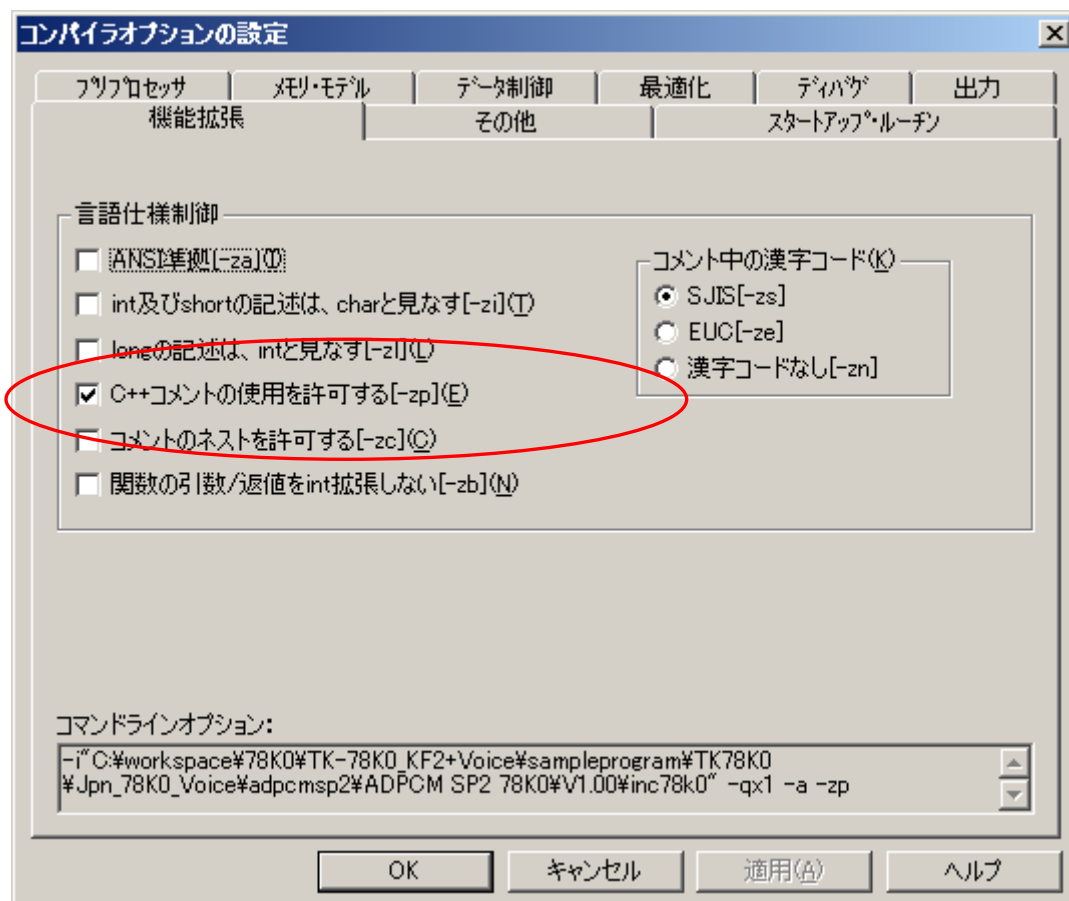 コンパイラオプションの設定
プリプロセッサ メモリ・モデル データ制御 最適化 ディバグ 出力
機能拡張 その他 スタートアップ・ルーチン
言語仕様制御
ANSI準拠[-za](I)
int及びshortの記述は、charと見なす[-zi](T)
longの記述は、intと見なす[-zl](L)
C++コメントの使用を許可する[-zp](E)
コメントのネストを許可する[-zc](C)
関数の引数/返値をint拡張しない[-zb](N)
コメント中の漢字コード(K)
SJIS[-zs]
EUC[-ze]
漢字コードなし[-zn]
コマンドラインオプション:
-i"C:¥workspace¥78K0¥TK-78K0_KF2+Voice¥sampleprogram¥TK78K0
¥Jpn_78K0_Voice¥adpcmsp2¥ADPCM SP2 78K0¥V1.00¥inc78k0" -qx1 -a -zp
OK キャンセル 適用(A) ヘルプ